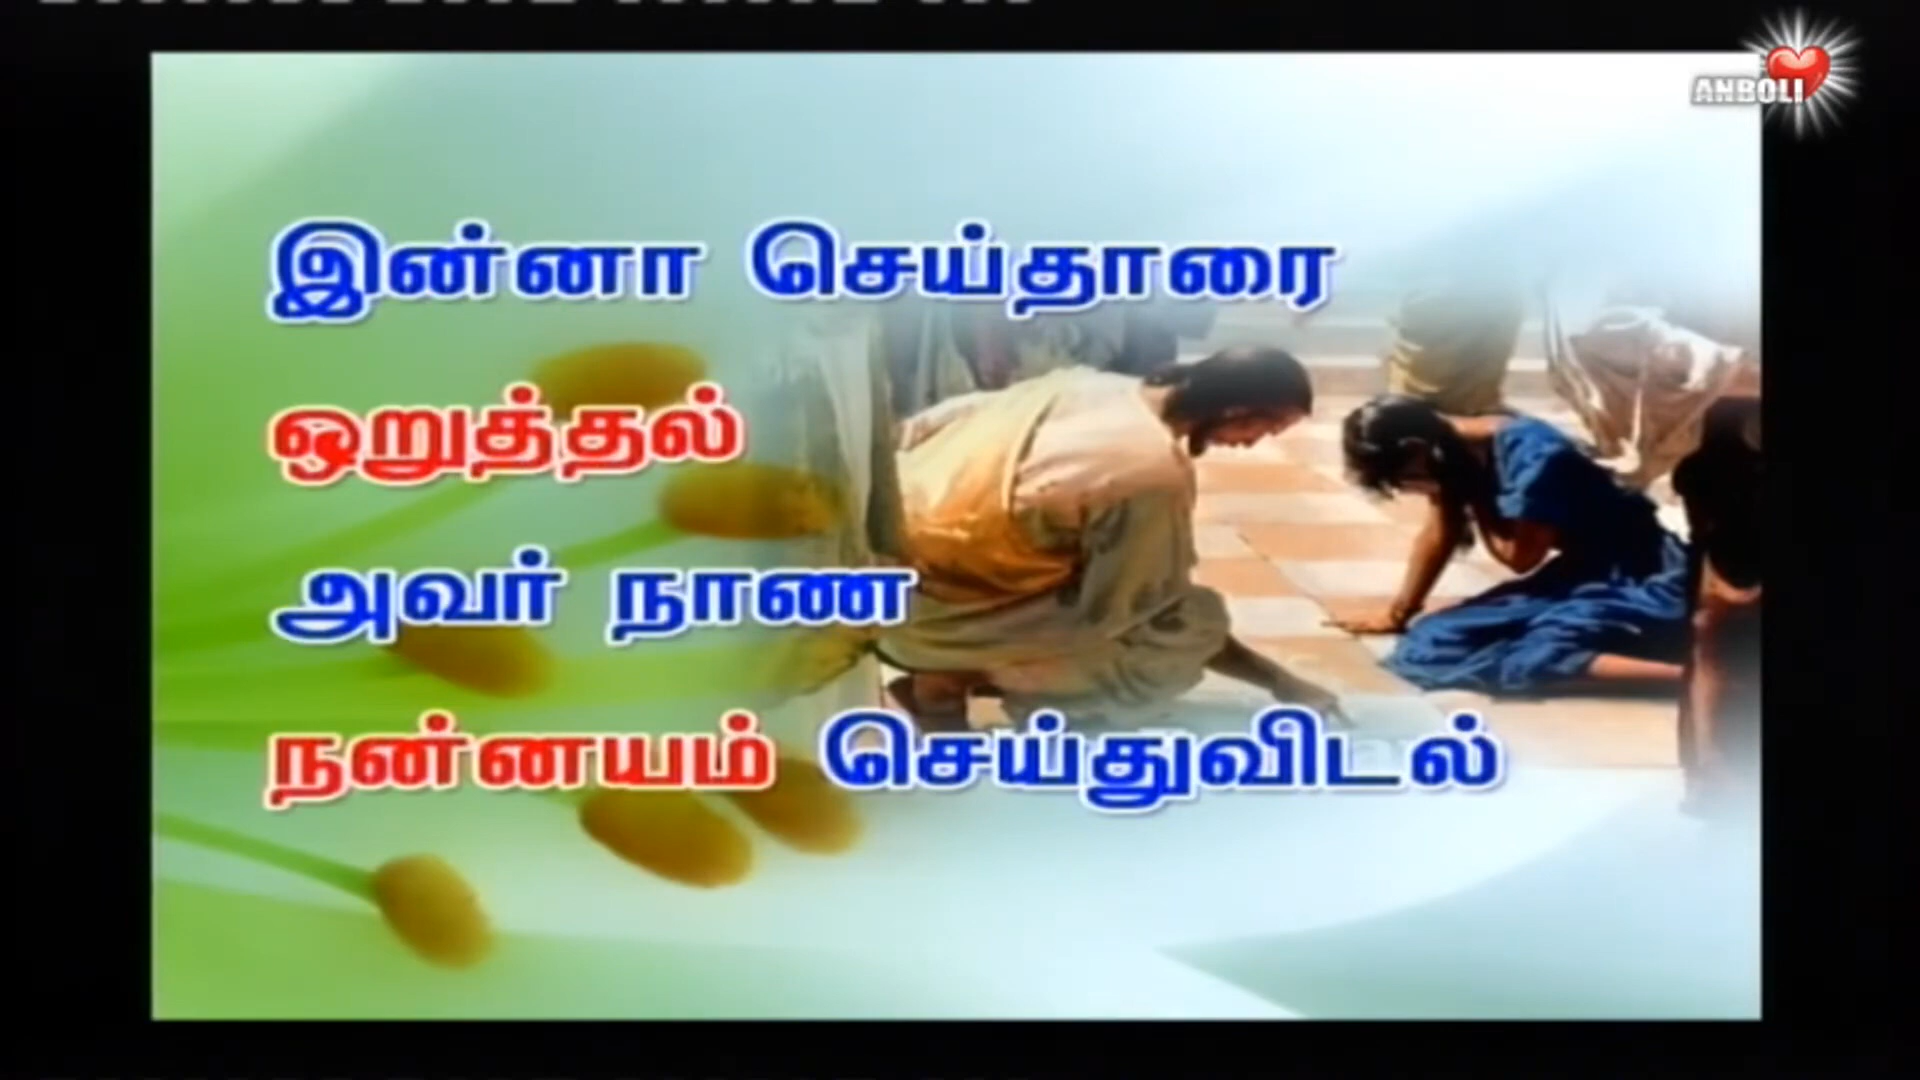 ANBOLI
இன்னா செய்தாரை
ஒறுத்தல்
அவர் நாண
நன்னயம் செய்துவிடல்